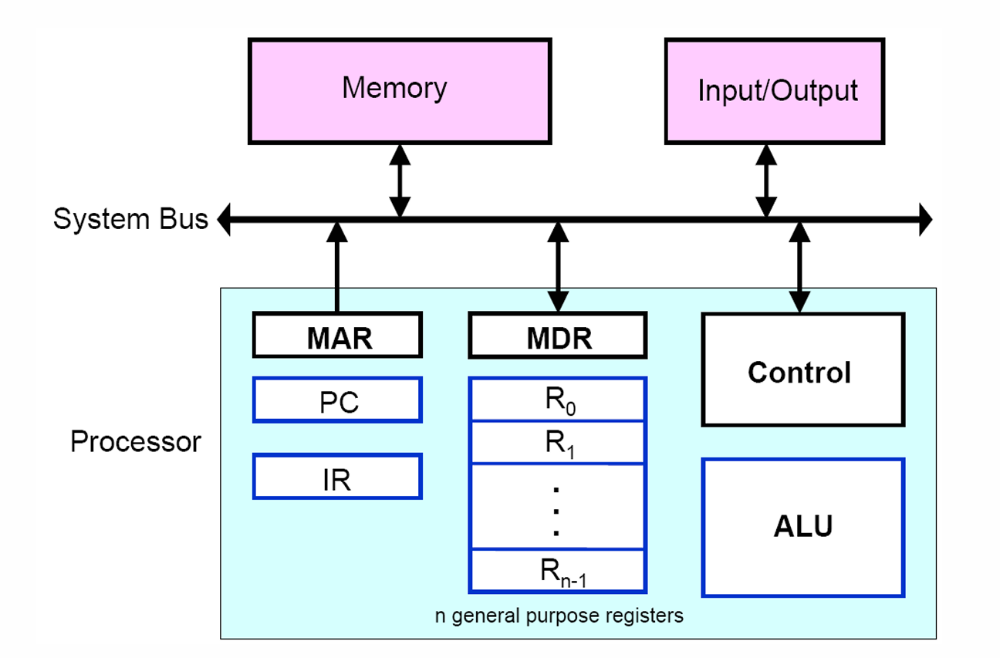 Memory
Input/Output
System Bus
MAR
MDR
Control
PC
R0
R1
Processor
IR
.
.
.
ALU
Rn-1
n general purpose registers